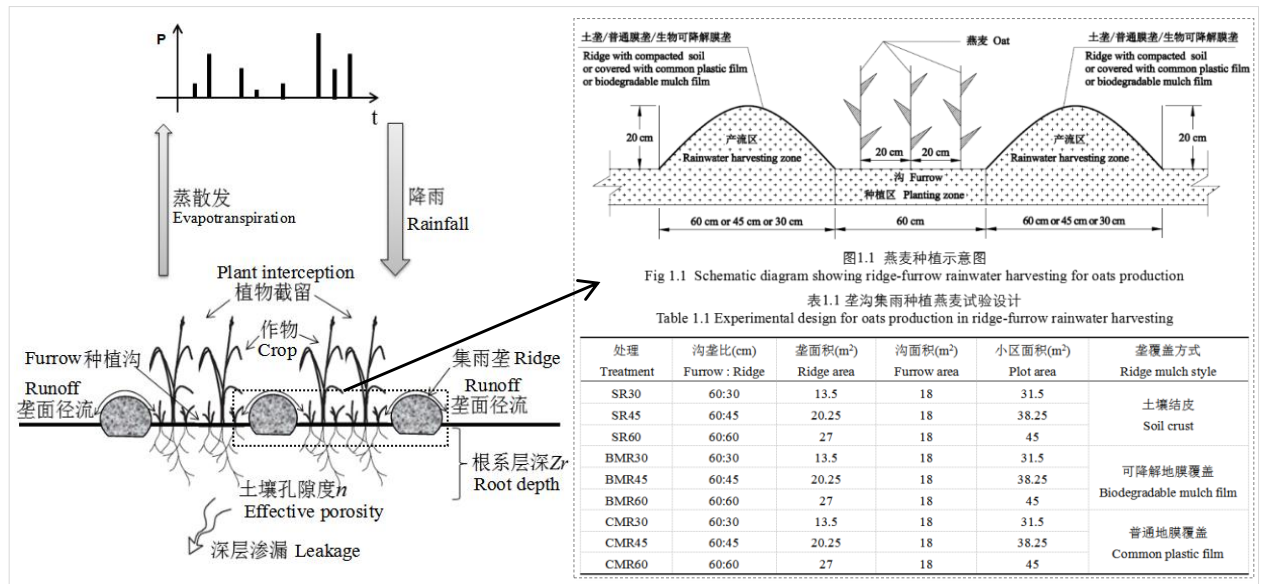 P
t
蒸散发
Evapotranspiration
降雨
Rainfall
Plant interception
植物截留
作物
Crop
Furrow种植沟
集雨垄 Ridge
Runoff
垄面径流
Runoff
垄面径流
根系层深Zr
Root depth
土壤孔隙度n
Effective porosity
深层渗漏 Leakage
土垄/普通膜垄/生物可降解膜垄
Ridge with compacted soil
or covered with common plastic film
or biodegradable mulch film
燕麦 Oat
土垄/普通膜垄/生物可降解膜垄
Ridge with compacted soil
or covered with common plastic film
or biodegradable mulch film
20 cm
产流区
Rainwater harvesting zone
20 cm
20 cm
产流区
Rainwater harvesting zone
20 cm
沟 Furrow
种植区 Planting zone
60 cm or 45 cm or 30 cm
60 cm
60 cm or 45 cm or 30 cm
图1.1 燕麦种植示意图
Fig 1.1 Schematic diagram showing ridge-furrow rainwater harvesting for oats production
表1.1 垄沟集雨种植燕麦试验设计
Table 1.1 Experimental design for oats production in ridge-furrow rainwater harvesting
处理 沟垄比(cm) 垄面积(m²) 沟面积(m²) 小区面积(m²) 垄覆盖方式
Treatment Furrow : Ridge Ridge area Furrow area Plot area Ridge mulch style
SR30 60:30 13.5 18 31.5
SR45 60:45 20.25 18 38.25
SR60 60:60 27 18 45
土壤结皮
Soil crust
BMR30 60:30 13.5 18 31.5
BMR45 60:45 20.25 18 38.25
BMR60 60:60 27 18 45
可降解地膜覆盖
Biodegradable mulch film
CMR30 60:30 13.5 18 31.5
CMR45 60:45 20.25 18 38.25
CMR60 60:60 27 18 45
普通地膜覆盖
Common plastic film